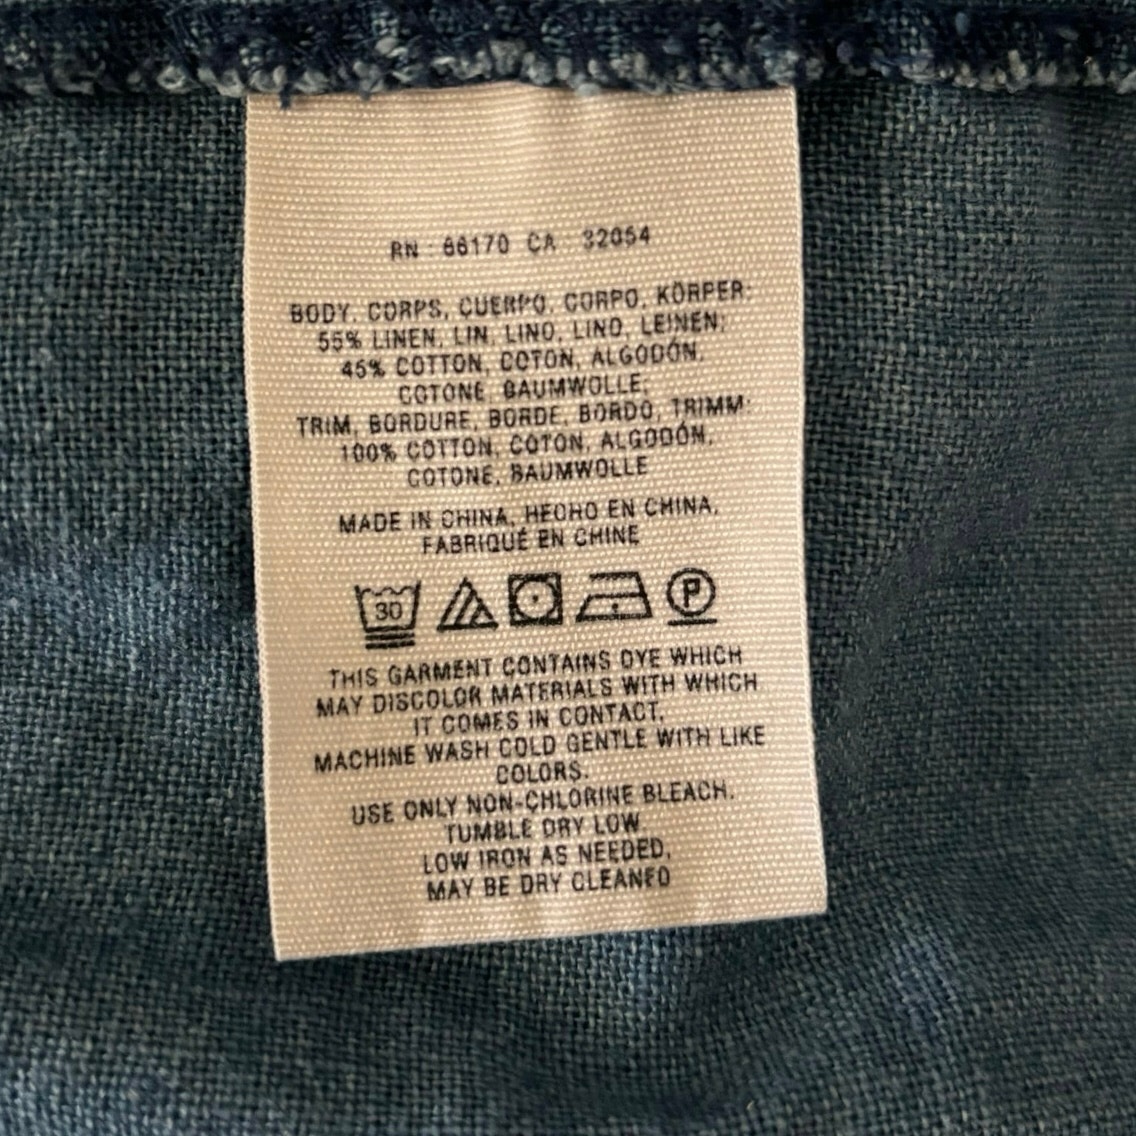 RN 66170 CA 32054
BODY, CORPS, CUERPO, CORPO, KÖRPER:
55% LINEN, LIN, LINO, LINO, LEINEN;
45% COTTON, COTON, ALGODÓN,
COTONE, BAUMWOLLE;
TRIM, BORDURE, BORDE, BORDO, TRIMM:
100% COTTON, COTON, ALGODÓN,
COTONE, BAUMWOLLE
MADE IN CHINA, HECHO EN CHINA,
FABRIQUÉ EN CHINE
30 P
THIS GARMENT CONTAINS DYE WHICH
MAY DISCOLOR MATERIALS WITH WHICH
IT COMES IN CONTACT.
MACHINE WASH COLD GENTLE WITH LIKE
COLORS.
USE ONLY NON-CHLORINE BLEACH.
TUMBLE DRY LOW
LOW IRON AS NEEDED,
MAY BE DRY CLEANED